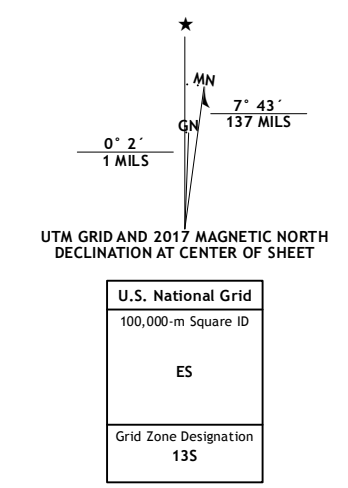 ★
MN
GN
7° 43´
137 MILS
0° 2´
1 MILS
UTM GRID AND 2017 MAGNETIC NORTH
DECLINATION AT CENTER OF SHEET
U.S. National Grid
100,000-m Square ID
ES
Grid Zone Designation
13S